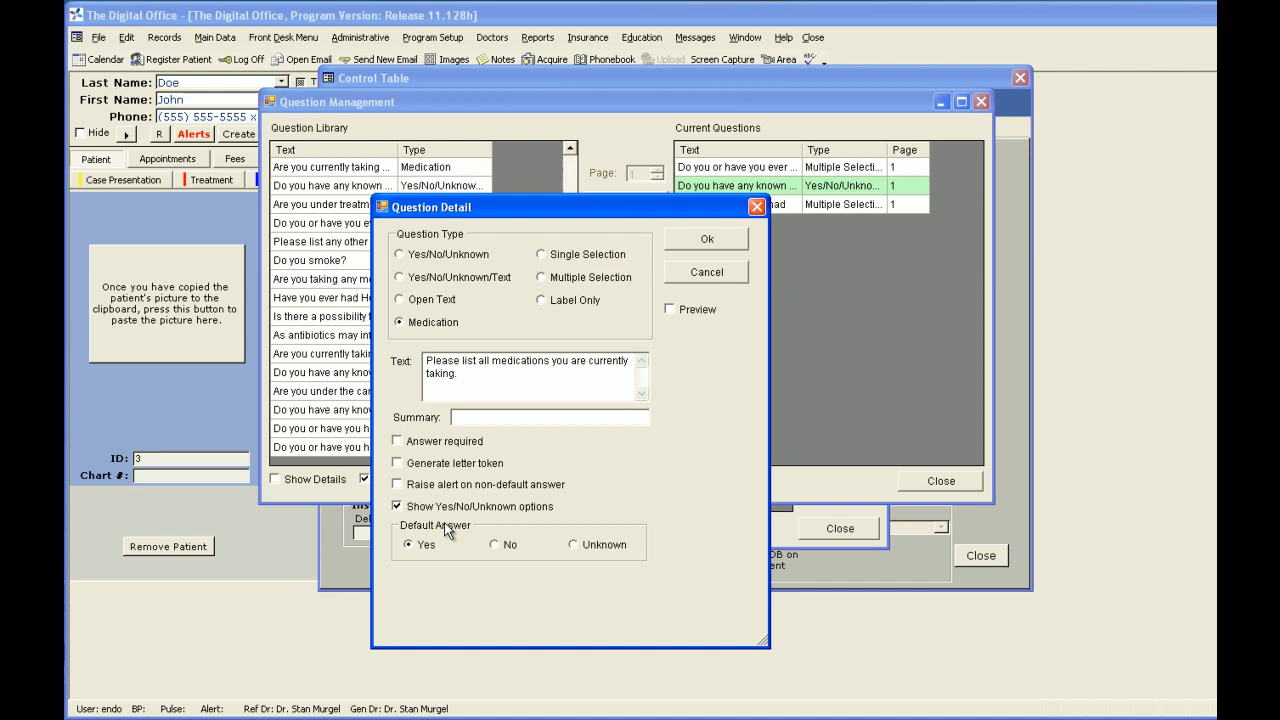 The Digital Office - [The Digital Office, Program Version: Release 11.128h]
File Edit Records Main Data Front Desk Menu Administrative Program Setup Doctors Reports Insurance Education Messages Window Help Close
Calendar Register Patient Log Off Open Email Send New Email Images Notes Acquire Phonebook Upload Screen Capture Area
Last Name: Doe
First Name: John
Phone: (555) 555-5555 x
Hide R Alerts Create
Patient Appointments Fees
Case Presentation Treatment
Once you have copied the
patient's picture to the
clipboard, press this button to
paste the picture here.
ID: 3
Chart #:
Remove Patient
Control Table
Question Management
Question Library
Text Type
Are you currently taking ... Medication
Do you have any known ... Yes/No/Unknow...
Are you under treatm
Do you or have you e
Please list any other
Do you smoke?
Are you taking any m
Have you ever had H
Is there a possibility
As antibiotics may in
Are you currently taki
Do you have any kno
Are you under the ca
Do you have any kno
Do you or have you h
Do you or have you h
Show Details
Page: 1
Current Questions
Text Type Page
Do you or have you ever ... Multiple Selecti... 1
Do you have any known ... Yes/No/Unkno... 1
had Multiple Selecti... 1
Close
Question Detail
Question Type
Yes/No/Unknown Single Selection
Yes/No/Unknown/Text Multiple Selection
Open Text Label Only
Medication
Ok
Cancel
Preview
Text: Please list all medications you are currently
taking.
Summary:
Answer required
Generate letter token
Raise alert on non-default answer
Show Yes/No/Unknown options
Default Answer
Yes No Unknown
Close
DB on
ent
Close
User: endo BP: Pulse: Alert: Ref Dr: Dr. Stan Murgel Gen Dr: Dr. Stan Murgel